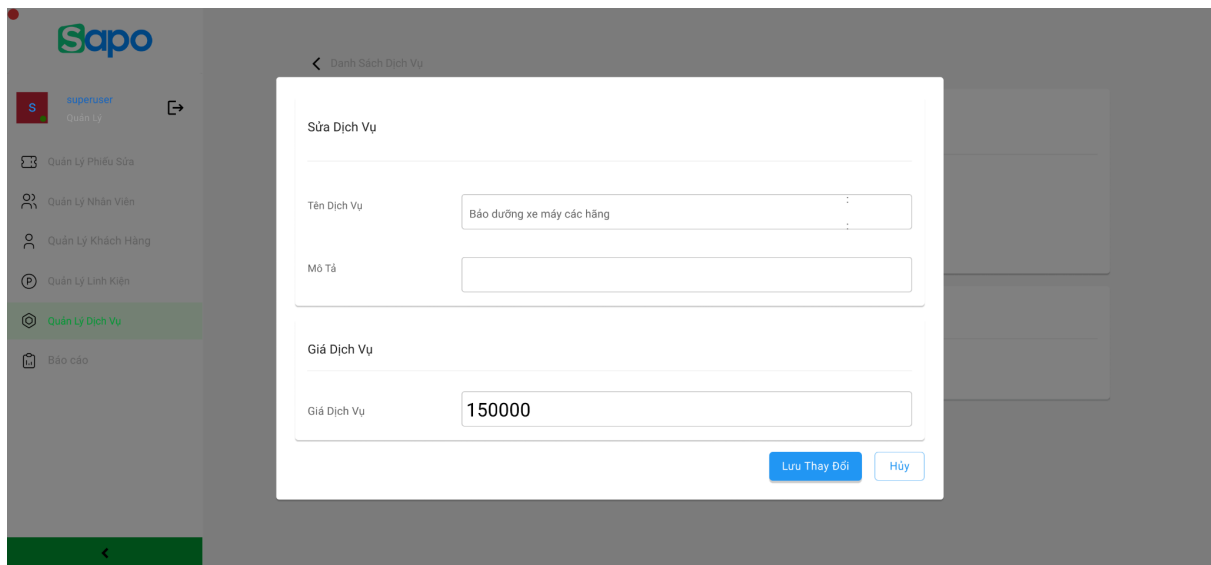 Sapo
S
superuser
Quản Lý
Quản Lý Phiếu Sửa
Quản Lý Nhân Viên
Quản Lý Khách Hàng
Quản Lý Linh Kiện
Quản Lý Dịch Vụ
Báo cáo
Danh Sách Dịch Vụ
Sửa Dịch Vụ
Tên Dịch Vụ
Bảo dưỡng xe máy các hãng
Mô Tả
Giá Dịch Vụ
Giá Dịch Vụ
150000
Lưu Thay Đổi
Hủy